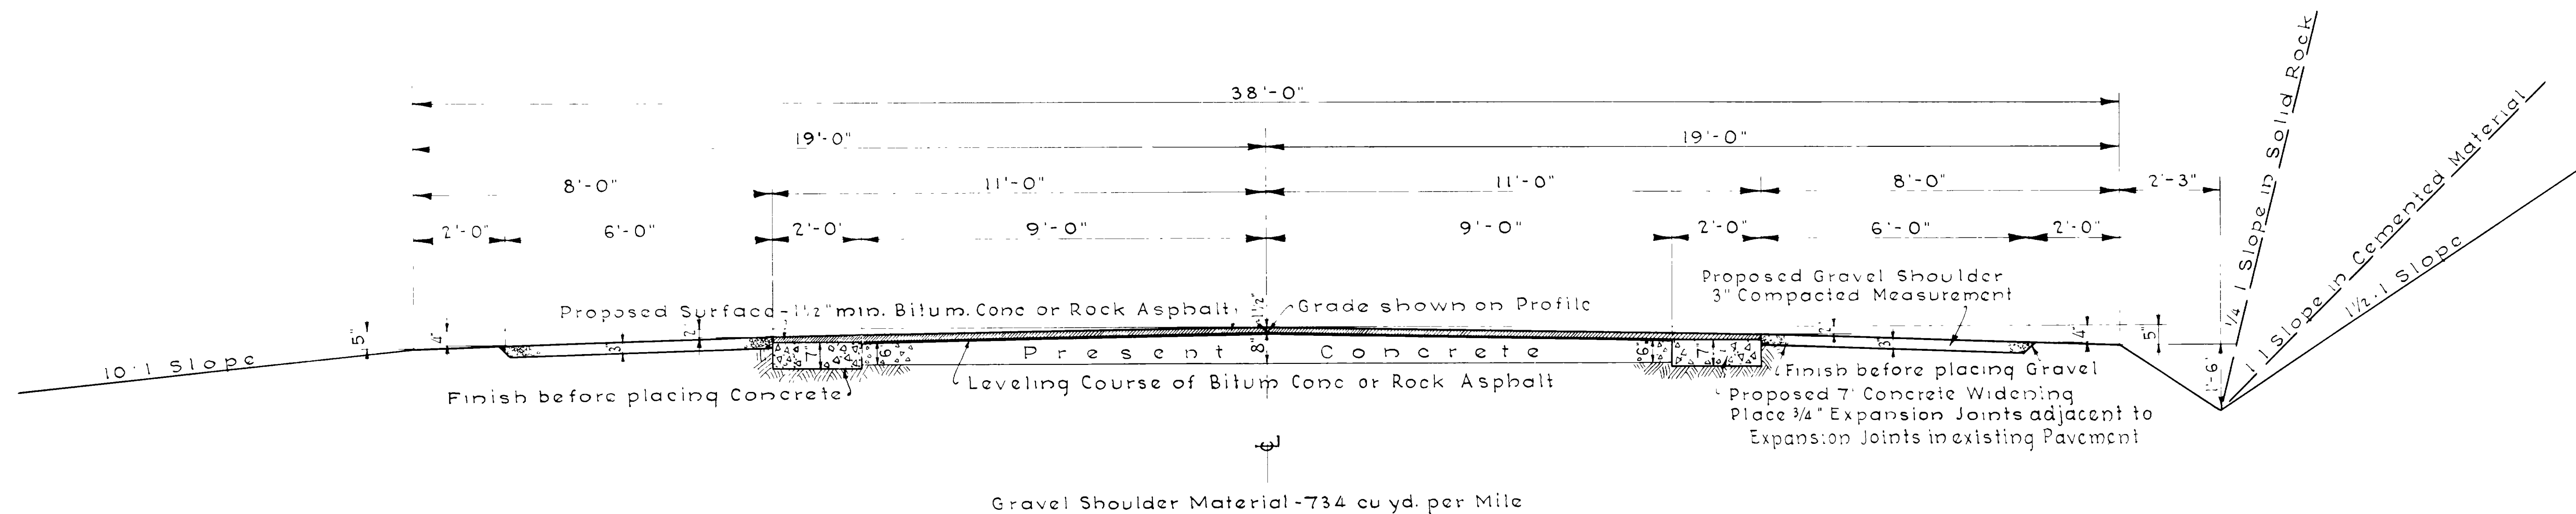 38'-0"
19'-0" 19'-0"
8'-0" 11'-0" 11'-0" 8'-0" 2'-3"
2'-0" 6'-0" 2'-0' 9'-0" 9'-0" 2'-0" 6'-0" 2'-0"
1/4 1 Slope in Solid Rock
1 1 Slope in Cemented Material
1 1/2 . 1 Slope
Proposed Gravel Shoulder
3" Compacted Measurement
Proposed Surface-1 1/2" min. Bitum. Conc or Rock Asphalt
1 1/2"
Grade shown on Profile
5" 4" 3" 2" 7" 6" 8" 6" 7" 2" 3" 4" 5"
10:1 Slope
Present Concrete
1'-6"
Finish before placing Concrete
Leveling Course of Bitum Conc or Rock Asphalt
Finish before placing Gravel
Proposed 7" Concrete Widening
Place 3/4" Expansion Joints adjacent to
Expansion Joints in existing Pavement
Gravel Shoulder Material-734 cu yd. per Mile